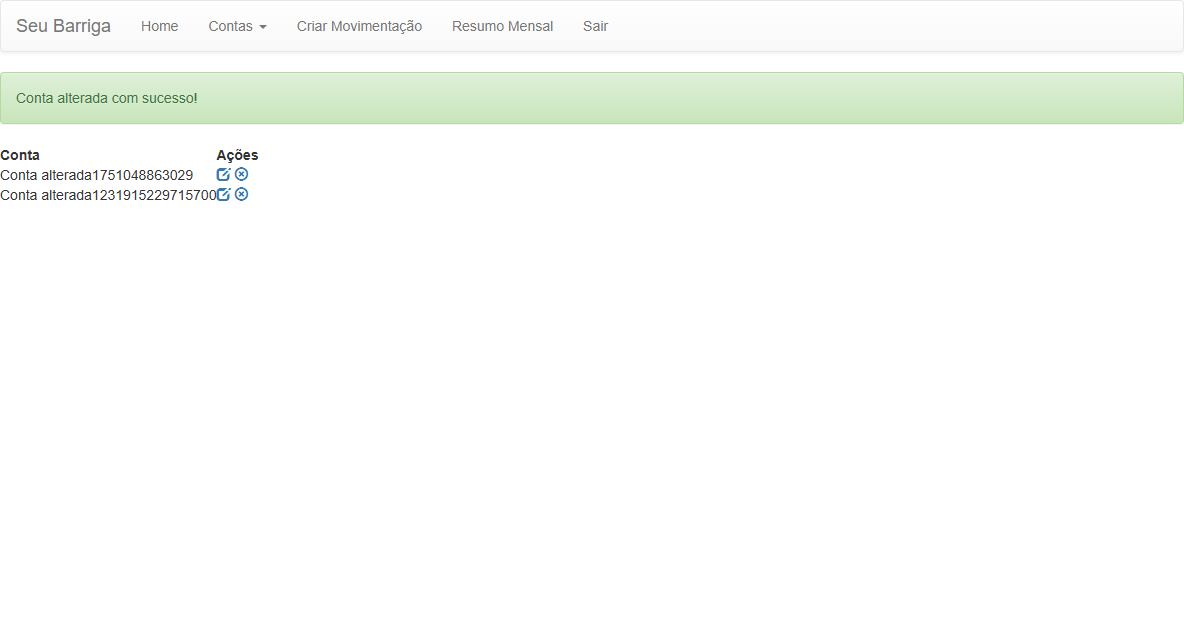 Seu Barriga Home Contas Criar Movimentação Resumo Mensal Sair
Conta alterada com sucesso!
Conta Ações
Conta alterada1751048863029
Conta alterada1231915229715700